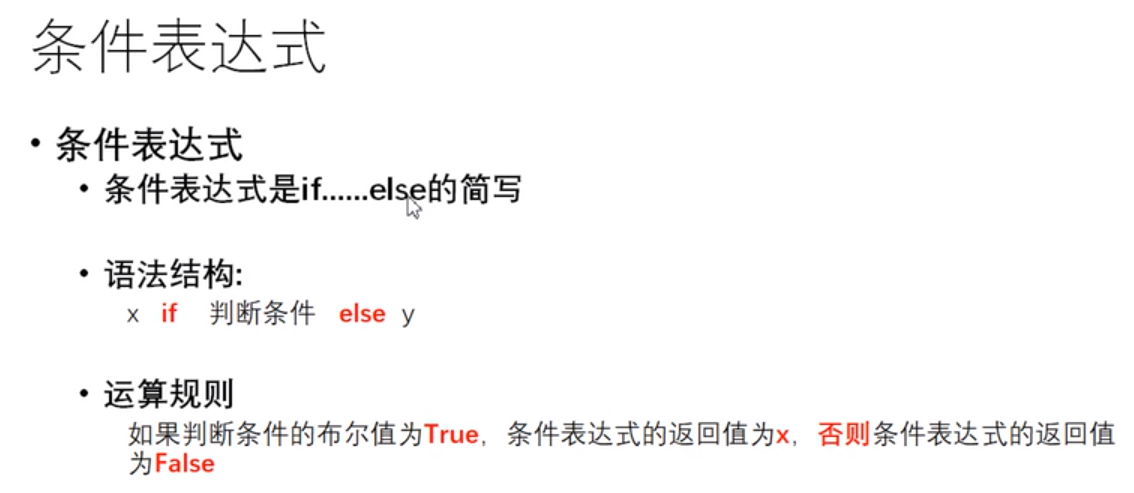 条件表达式
• 条件表达式
• 条件表达式是if......else的简写
• 语法结构:
x if 判断条件 else y
• 运算规则
如果判断条件的布尔值为True，条件表达式的返回值为x，否则条件表达式的返回值
为False